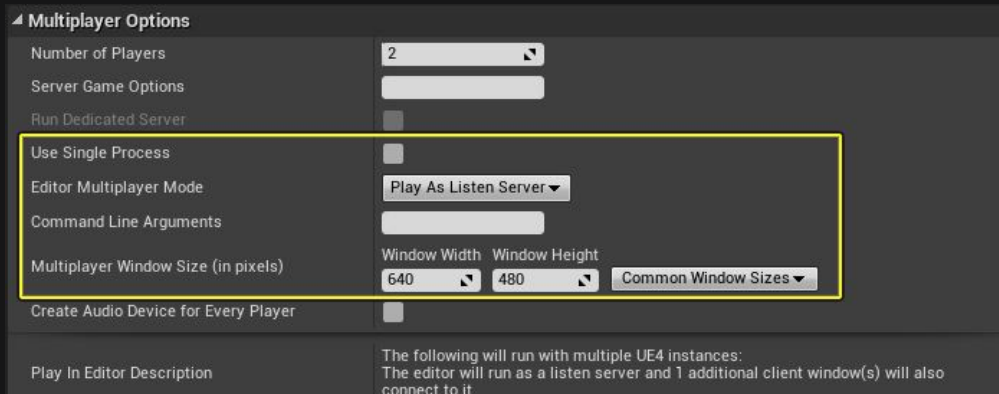 Multiplayer Options
Number of Players 2
Server Game Options
Run Dedicated Server
Use Single Process
Editor Multiplayer Mode Play As Listen Server
Command Line Arguments
Window Width Window Height
Multiplayer Window Size (in pixels) 640 480 Common Window Sizes
Create Audio Device for Every Player
The following will run with multiple UE4 instances:
Play In Editor Description The editor will run as a listen server and 1 additional client window(s) will also
connect to it